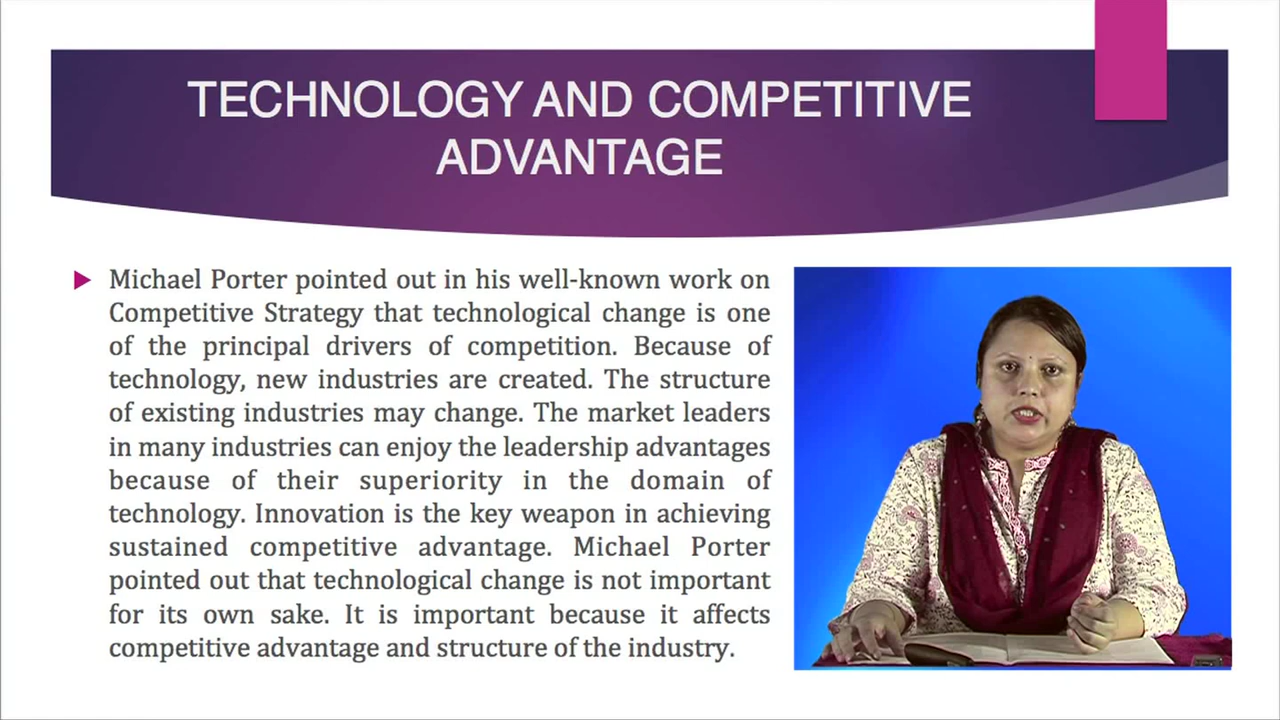 TECHNOLOGY AND COMPETITIVE
ADVANTAGE
Michael Porter pointed out in his well-known work on
Competitive Strategy that technological change is one
of the principal drivers of competition. Because of
technology, new industries are created. The structure
of existing industries may change. The market leaders
in many industries can enjoy the leadership advantages
because of their superiority in the domain of
technology. Innovation is the key weapon in achieving
sustained competitive advantage. Michael Porter
pointed out that technological change is not important
for its own sake. It is important because it affects
competitive advantage and structure of the industry.